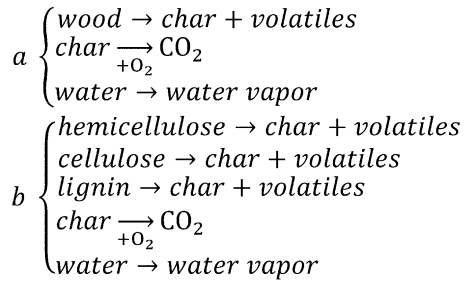 a { wood → char + volatiles
char →+O₂ CO₂
water → water vapor
b { hemicellulose → char + volatiles
cellulose → char + volatiles
lignin → char + volatiles
char →+O₂ CO₂
water → water vapor